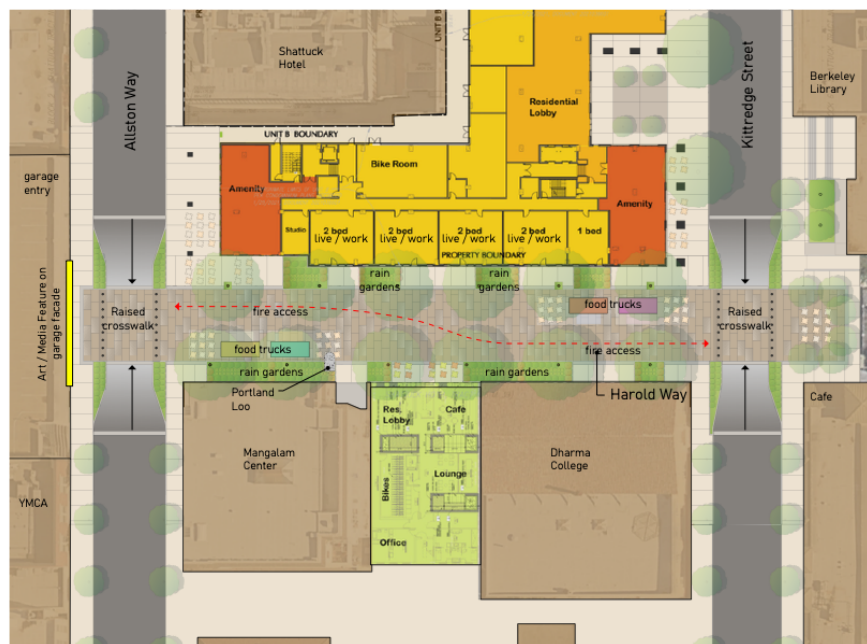 Shattuck
Hotel
Allston Way
Kittredge Street
Berkeley
Library
Residential
Lobby
UNIT B BOUNDARY
Bike Room
garage
entry
Amenity
Amenity
Studio
2 bed
live / work
2 bed
live / work
2 bed
live / work
2 bed
live / work
1 bed
PROPERTY BOUNDARY
rain
gardens
rain
gardens
Art / Media Feature on
garage facade
Raised
crosswalk
fire access
food trucks
Raised
crosswalk
food trucks
fire access
rain gardens
rain gardens
Portland
Loo
Harold Way
Cafe
Res.
Lobby
Cafe
Mangalam
Center
Bikes
Lounge
Dharma
College
YMCA
Office